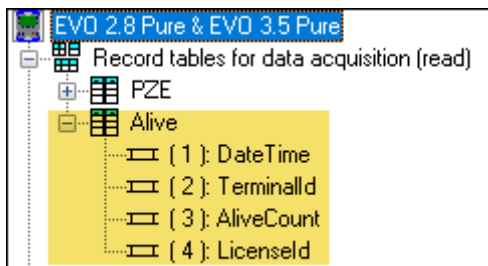 EVO 2.8 Pure & EVO 3.5 Pure
Record tables for data acquisition (read)
PZE
Alive
( 1 ): DateTime
( 2 ): TerminalId
( 3 ): AliveCount
( 4 ): LicenseId